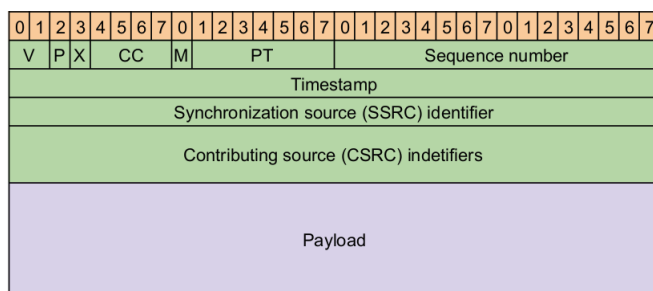 0 1 2 3 4 5 6 7 0 1 2 3 4 5 6 7 0 1 2 3 4 5 6 7 0 1 2 3 4 5 6 7
V P X CC M PT Sequence number
Timestamp
Synchronization source (SSRC) identifier
Contributing source (CSRC) indetifiers
Payload